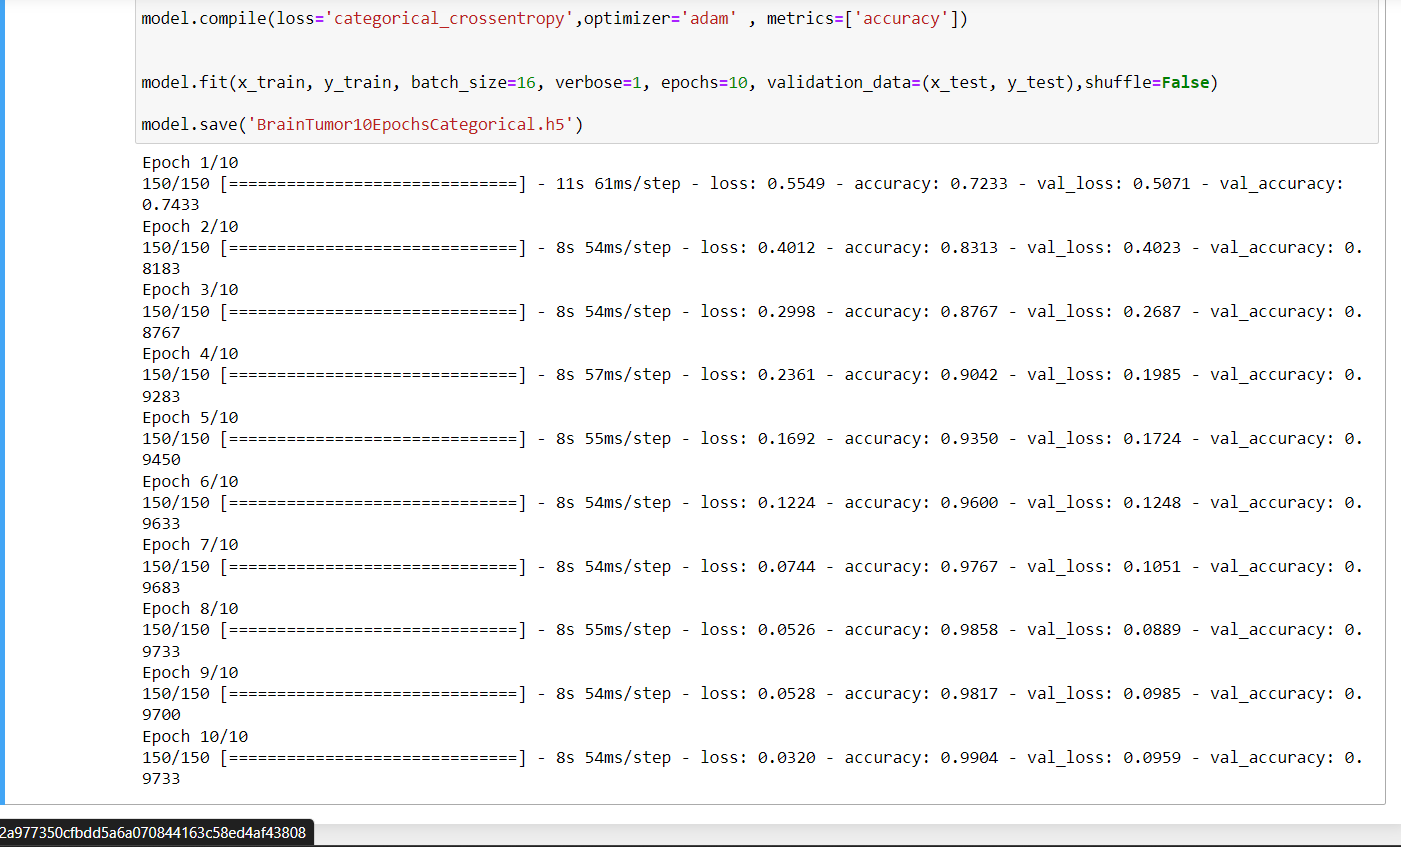 model.compile(loss='categorical_crossentropy',optimizer='adam' , metrics=['accuracy'])
model.fit(x_train, y_train, batch_size=16, verbose=1, epochs=10, validation_data=(x_test, y_test),shuffle=False)
model.save('BrainTumor10EpochsCategorical.h5')
Epoch 1/10
150/150 [==============================] - 11s 61ms/step - loss: 0.5549 - accuracy: 0.7233 - val_loss: 0.5071 - val_accuracy:
0.7433
Epoch 2/10
150/150 [==============================] - 8s 54ms/step - loss: 0.4012 - accuracy: 0.8313 - val_loss: 0.4023 - val_accuracy: 0.
8183
Epoch 3/10
150/150 [==============================] - 8s 54ms/step - loss: 0.2998 - accuracy: 0.8767 - val_loss: 0.2687 - val_accuracy: 0.
8767
Epoch 4/10
150/150 [==============================] - 8s 57ms/step - loss: 0.2361 - accuracy: 0.9042 - val_loss: 0.1985 - val_accuracy: 0.
9283
Epoch 5/10
150/150 [==============================] - 8s 55ms/step - loss: 0.1692 - accuracy: 0.9350 - val_loss: 0.1724 - val_accuracy: 0.
9450
Epoch 6/10
150/150 [==============================] - 8s 54ms/step - loss: 0.1224 - accuracy: 0.9600 - val_loss: 0.1248 - val_accuracy: 0.
9633
Epoch 7/10
150/150 [==============================] - 8s 54ms/step - loss: 0.0744 - accuracy: 0.9767 - val_loss: 0.1051 - val_accuracy: 0.
9683
Epoch 8/10
150/150 [==============================] - 8s 55ms/step - loss: 0.0526 - accuracy: 0.9858 - val_loss: 0.0889 - val_accuracy: 0.
9733
Epoch 9/10
150/150 [==============================] - 8s 54ms/step - loss: 0.0528 - accuracy: 0.9817 - val_loss: 0.0985 - val_accuracy: 0.
9700
Epoch 10/10
150/150 [==============================] - 8s 54ms/step - loss: 0.0320 - accuracy: 0.9904 - val_loss: 0.0959 - val_accuracy: 0.
9733
2a977350cfbdd5a6a070844163c58ed4af43808